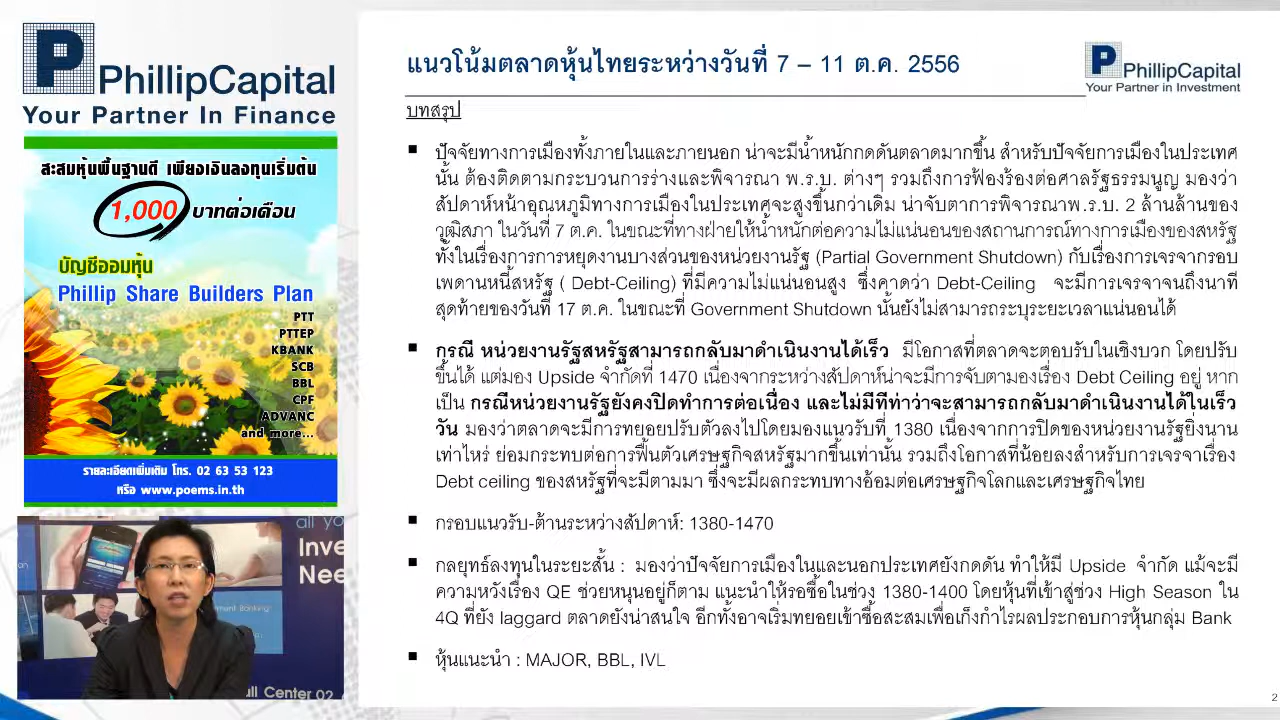 P PhillipCapital
Your Partner In Finance
สะสมหุ้นพื้นฐานดี เพียงเงินลงทุนเริ่มต้น
1,000 บาทต่อเดือน
บัญชีออมหุ้น
Phillip Share Builders Plan
PTT
PTTEP
KBANK
SCB
BBL
CPF
ADVANC
and more...
รายละเอียดเพิ่มเติม โทร. 02 63 53 123
หรือ www.poems.in.th
all yo
Inve
Nee
all Center 02
แนวโน้มตลาดหุ้นไทยระหว่างวันที่ 7 – 11 ต.ค. 2556
P PhillipCapital
Your Partner in Investment
บทสรุป
▪ ปัจจัยทางการเมืองทั้งภายในและภายนอก น่าจะมีน้ำหนักกดดันตลาดมากขึ้น สำหรับปัจจัยการเมืองในประเทศ
นั้น ต้องติดตามกระบวนการร่างและพิจารณา พ.ร.บ. ต่างๆ รวมถึงการฟ้องร้องต่อศาลรัฐธรรมนูญ มองว่า
สัปดาห์หน้าอุณหภูมิทางการเมืองในประเทศจะสูงขึ้นกว่าเดิม น่าจับตาการพิจารณาพ.ร.บ. 2 ล้านล้านของ
วุฒิสภา ในวันที่ 7 ต.ค. ในขณะที่ทางฝ่ายให้น้ำหนักต่อความไม่แน่นอนของสถานการณ์ทางการเมืองของสหรัฐ
ทั้งในเรื่องการการหยุดงานบางส่วนของหน่วยงานรัฐ (Partial Government Shutdown) กับเรื่องการเจรจากรอบ
เพดานหนี้สหรัฐ ( Debt-Ceiling) ที่มีความไม่แน่นอนสูง ซึ่งคาดว่า Debt-Ceiling จะมีการเจรจาจนถึงนาที
สุดท้ายของวันที่ 17 ต.ค. ในขณะที่ Government Shutdown นั้นยังไม่สามารถระบุระยะเวลาแน่นอนได้
▪ กรณี หน่วยงานรัฐสหรัฐสามารถกลับมาดำเนินงานได้เร็ว มีโอกาสที่ตลาดจะตอบรับในเชิงบวก โดยปรับ
ขึ้นได้ แต่มอง Upside จำกัดที่ 1470 เนื่องจากระหว่างสัปดาห์น่าจะมีการจับตามองเรื่อง Debt Ceiling อยู่ หาก
เป็น กรณีหน่วยงานรัฐยังคงปิดทำการต่อเนื่อง และไม่มีทีท่าว่าจะสามารถกลับมาดำเนินงานได้ในเร็ว
วัน มองว่าตลาดจะมีการทยอยปรับตัวลงไปโดยมองแนวรับที่ 1380 เนื่องจากการปิดของหน่วยงานรัฐยิ่งนาน
เท่าไหร่ ย่อมกระทบต่อการฟื้นตัวเศรษฐกิจสหรัฐมากขึ้นเท่านั้น รวมถึงโอกาสที่น้อยลงสำหรับการเจรจาเรื่อง
Debt ceiling ของสหรัฐที่จะมีตามมา ซึ่งจะมีผลกระทบทางอ้อมต่อเศรษฐกิจโลกและเศรษฐกิจไทย
▪ กรอบแนวรับ-ต้านระหว่างสัปดาห์: 1380-1470
▪ กลยุทธ์ลงทุนในระยะสั้น : มองว่าปัจจัยการเมืองในและนอกประเทศยังกดดัน ทำให้มี Upside จำกัด แม้จะมี
ความหวังเรื่อง QE ช่วยหนุนอยู่ก็ตาม แนะนำให้รอซื้อในช่วง 1380-1400 โดยหุ้นที่เข้าสู่ช่วง High Season ใน
4Q ที่ยัง laggard ตลาดยังน่าสนใจ อีกทั้งอาจเริ่มทยอยเข้าซื้อสะสมเพื่อเก็งกำไรผลประกอบการหุ้นกลุ่ม Bank
▪ หุ้นแนะนำ : MAJOR, BBL, IVL
2